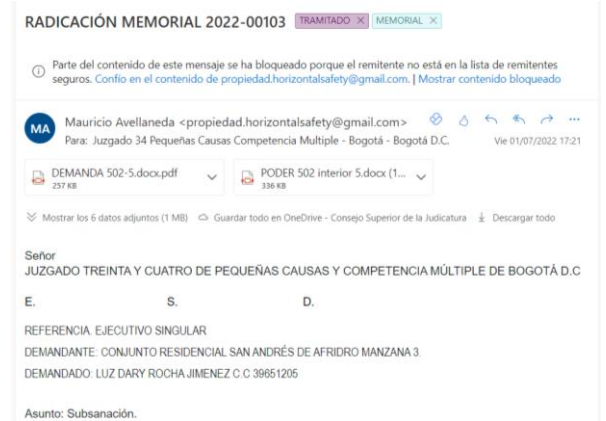 RADICACIÓN MEMORIAL 2022-00103 TRAMITADO × MEMORIAL ×
Parte del contenido de este mensaje se ha bloqueado porque el remitente no está en la lista de remitentes
seguros. Confío en el contenido de propiedad.horizontalsafety@gmail.com. | Mostrar contenido bloqueado
MA
Mauricio Avellaneda <propiedad.horizontalsafety@gmail.com>
Para: Juzgado 34 Pequeñas Causas Competencia Multiple - Bogotá - Bogotá D.C. Vie 01/07/2022 17:21
DEMANDA 502-5.docx.pdf
257 KB
PODER 502 interior 5.docx (1...
336 KB
Mostrar los 6 datos adjuntos (1 MB) Guardar todo en OneDrive - Consejo Superior de la Judicatura Descargar todo
Señor
JUZGADO TREINTA Y CUATRO DE PEQUEÑAS CAUSAS Y COMPETENCIA MÚLTIPLE DE BOGOTÁ D.C
E. S. D.
REFERENCIA. EJECUTIVO SINGULAR
DEMANDANTE: CONJUNTO RESIDENCIAL SAN ANDRÉS DE AFRIDRO MANZANA 3.
DEMANDADO: LUZ DARY ROCHA JIMENEZ C.C 39651205
Asunto: Subsanación.